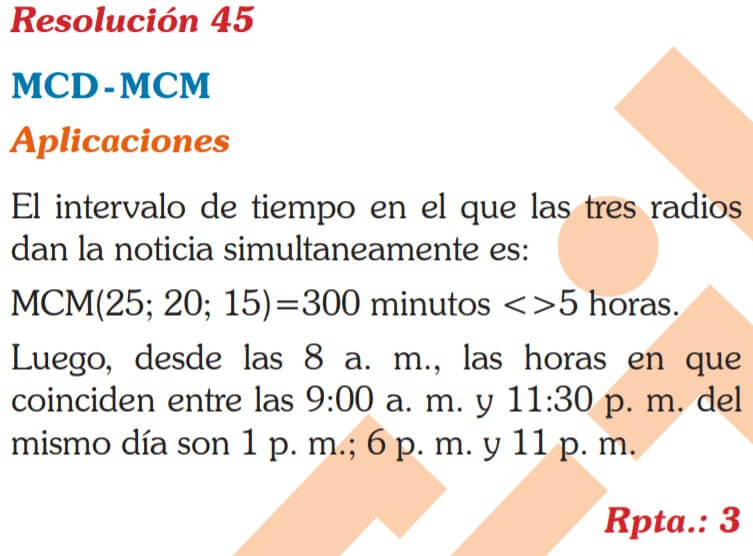 Resolución 45
MCD-MCM
Aplicaciones
El intervalo de tiempo en el que las tres radios
dan la noticia simultaneamente es:
MCM(25; 20; 15)=300 minutos <>5 horas.
Luego, desde las 8 a. m., las horas en que
coinciden entre las 9:00 a. m. y 11:30 p. m. del
mismo día son 1 p. m.; 6 p. m. y 11 p. m.
Rpta.: 3